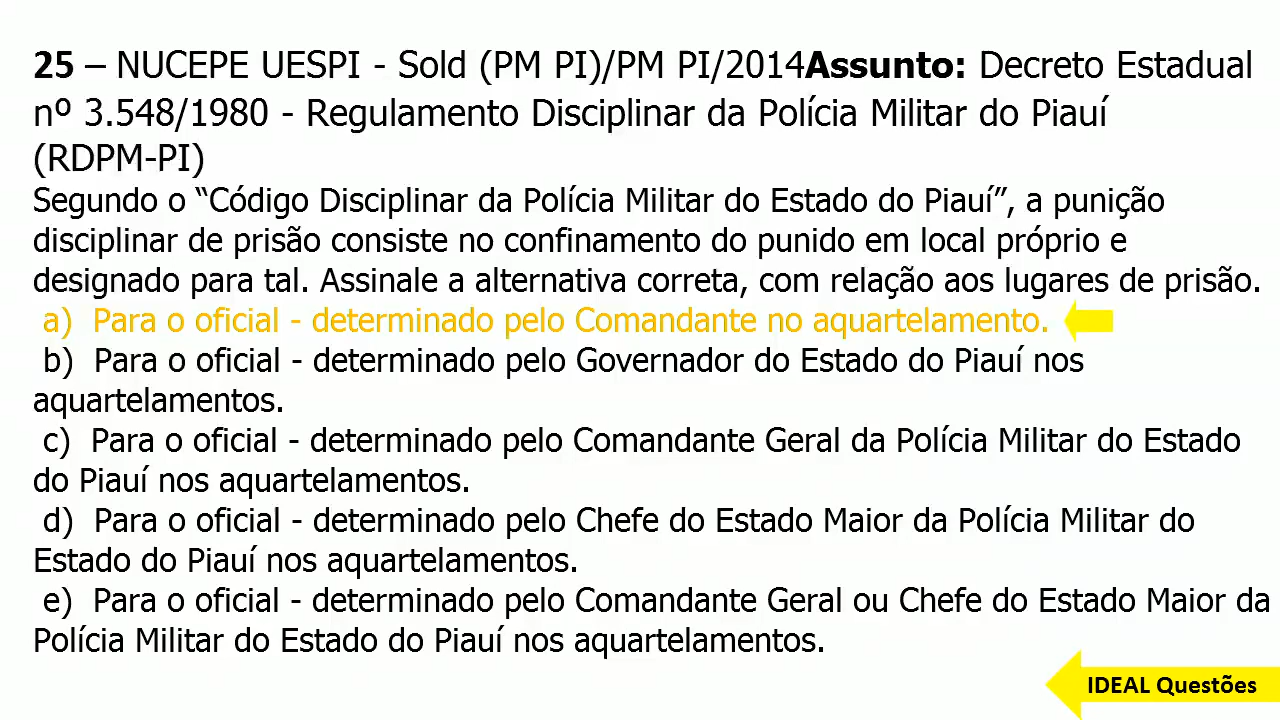 25 – NUCEPE UESPI - Sold (PM PI)/PM PI/2014Assunto: Decreto Estadual
nº 3.548/1980 - Regulamento Disciplinar da Polícia Militar do Piauí
(RDPM-PI)
Segundo o “Código Disciplinar da Polícia Militar do Estado do Piauí”, a punição
disciplinar de prisão consiste no confinamento do punido em local próprio e
designado para tal. Assinale a alternativa correta, com relação aos lugares de prisão.
a) Para o oficial - determinado pelo Comandante no aquartelamento.
b) Para o oficial - determinado pelo Governador do Estado do Piauí nos
aquartelamentos.
c) Para o oficial - determinado pelo Comandante Geral da Polícia Militar do Estado
do Piauí nos aquartelamentos.
d) Para o oficial - determinado pelo Chefe do Estado Maior da Polícia Militar do
Estado do Piauí nos aquartelamentos.
e) Para o oficial - determinado pelo Comandante Geral ou Chefe do Estado Maior da
Polícia Militar do Estado do Piauí nos aquartelamentos.
IDEAL Questões